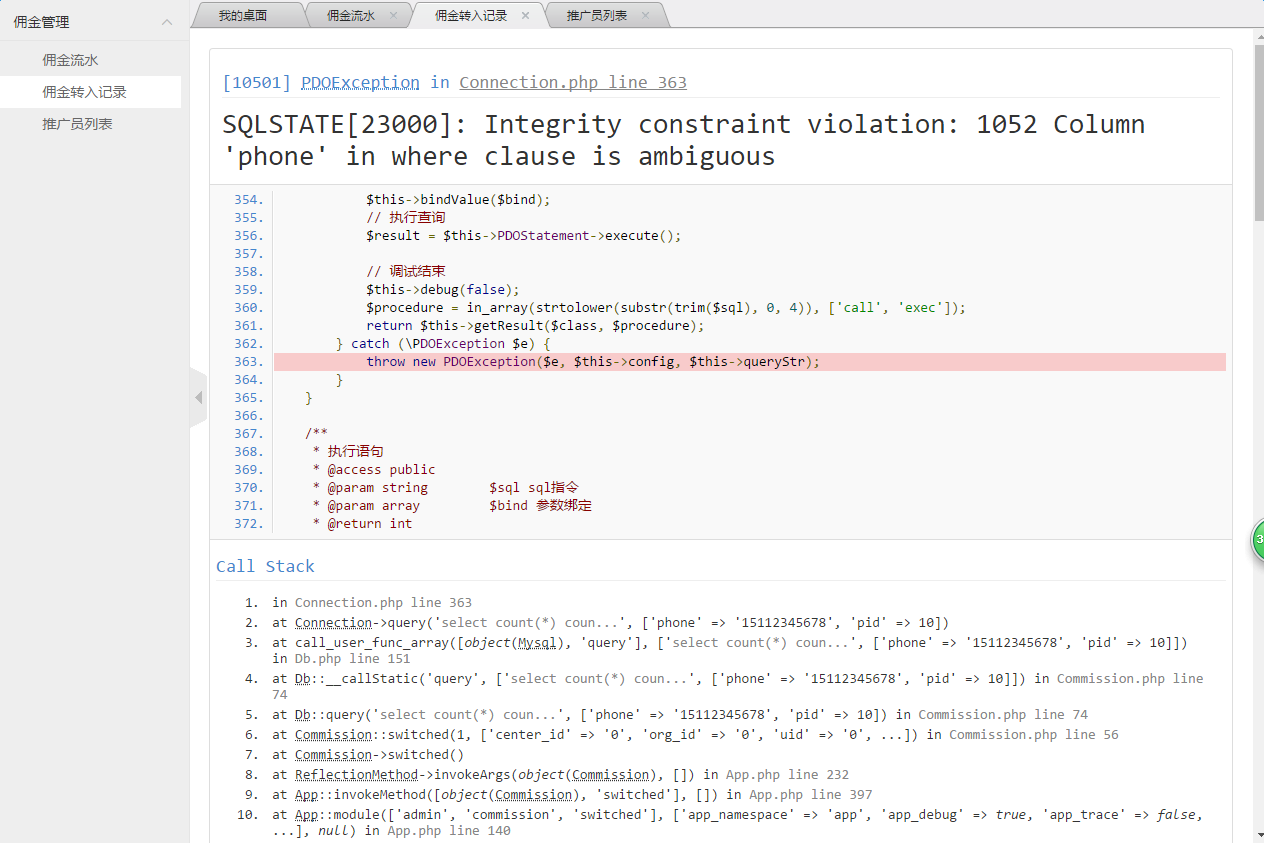 佣金管理
佣金流水
佣金转入记录
推广员列表
我的桌面
佣金流水 ×
佣金转入记录 ×
推广员列表 ×
[10501] PDOException in Connection.php line 363
SQLSTATE[23000]: Integrity constraint violation: 1052 Column
'phone' in where clause is ambiguous
354. $this->bindValue($bind);
355. // 执行查询
356. $result = $this->PDOStatement->execute();
357.
358. // 调试结束
359. $this->debug(false);
360. $procedure = in_array(strtolower(substr(trim($sql), 0, 4)), ['call', 'exec']);
361. return $this->getResult($class, $procedure);
362. } catch (\PDOException $e) {
363. throw new PDOException($e, $this->config, $this->queryStr);
364. }
365. }
366.
367. /**
368. * 执行语句
369. * @access public
370. * @param string $sql sql指令
371. * @param array $bind 参数绑定
372. * @return int
Call Stack
1. in Connection.php line 363
2. at Connection->query('select count(*) coun...', ['phone' => '15112345678', 'pid' => 10])
3. at call_user_func_array([object(Mysql), 'query'], ['select count(*) coun...', ['phone' => '15112345678', 'pid' => 10]])
in Db.php line 151
4. at Db::__callStatic('query', ['select count(*) coun...', ['phone' => '15112345678', 'pid' => 10]]) in Commission.php line
74
5. at Db::query('select count(*) coun...', ['phone' => '15112345678', 'pid' => 10]) in Commission.php line 74
6. at Commission::switched(1, ['center_id' => '0', 'org_id' => '0', 'uid' => '0', ...]) in Commission.php line 56
7. at Commission->switched()
8. at ReflectionMethod->invokeArgs(object(Commission), []) in App.php line 232
9. at App::invokeMethod([object(Commission), 'switched'], []) in App.php line 397
10. at App::module(['admin', 'commission', 'switched'], ['app_namespace' => 'app', 'app_debug' => true, 'app_trace' => false,
...], null) in App.php line 140